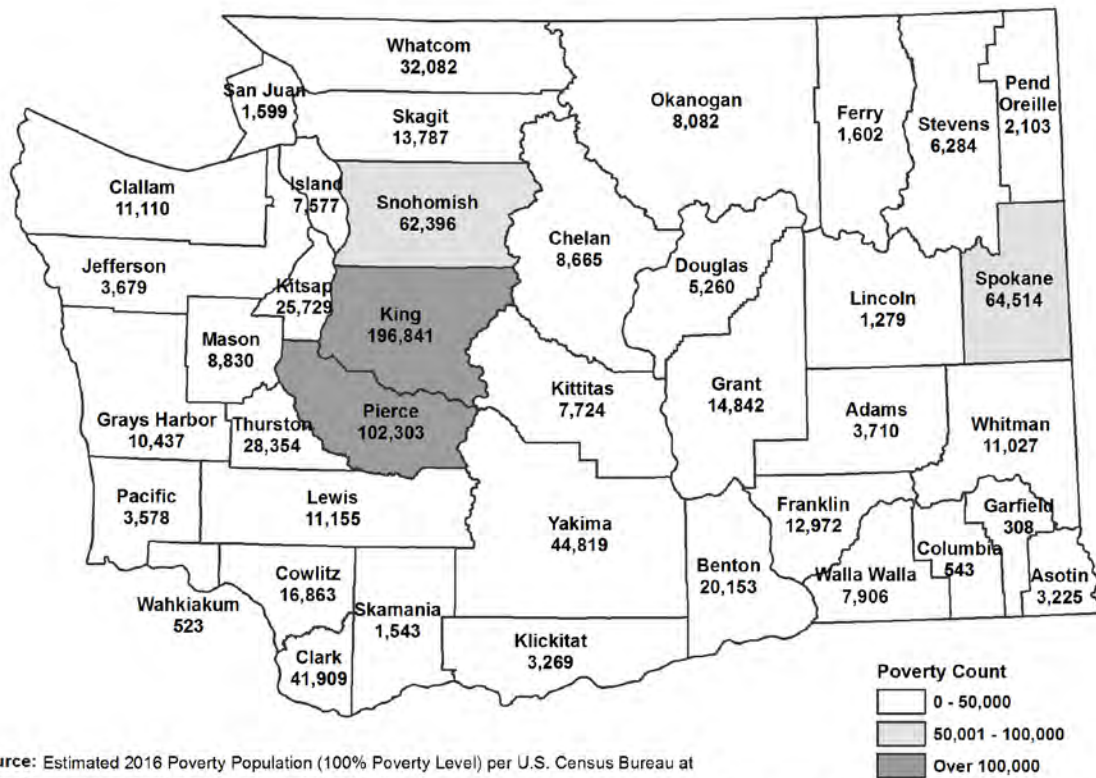 Whatcom
32,082
San Juan
1,599
Skagit
13,787
Okanogan
8,082
Ferry
1,602
Stevens
6,284
Pend
Oreille
2,103
Clallam
11,110
Island
7,577
Snohomish
62,396
Chelan
8,665
Douglas
5,260
Jefferson
3,679
Kitsap
25,729
King
196,841
Lincoln
1,279
Spokane
64,514
Mason
8,830
Kittitas
7,724
Grant
14,842
Adams
3,710
Whitman
11,027
Grays Harbor
10,437
Thurston
28,354
Pierce
102,303
Pacific
3,578
Lewis
11,155
Yakima
44,819
Franklin
12,972
Garfield
308
Columbia
543
Asotin
3,225
Benton
20,153
Walla Walla
7,906
Wahkiakum
523
Cowlitz
16,863
Skamania
1,543
Klickitat
3,269
Clark
41,909
Poverty Count
0 - 50,000
50,001 - 100,000
Over 100,000
urce: Estimated 2016 Poverty Population (100% Poverty Level) per U.S. Census Bureau at